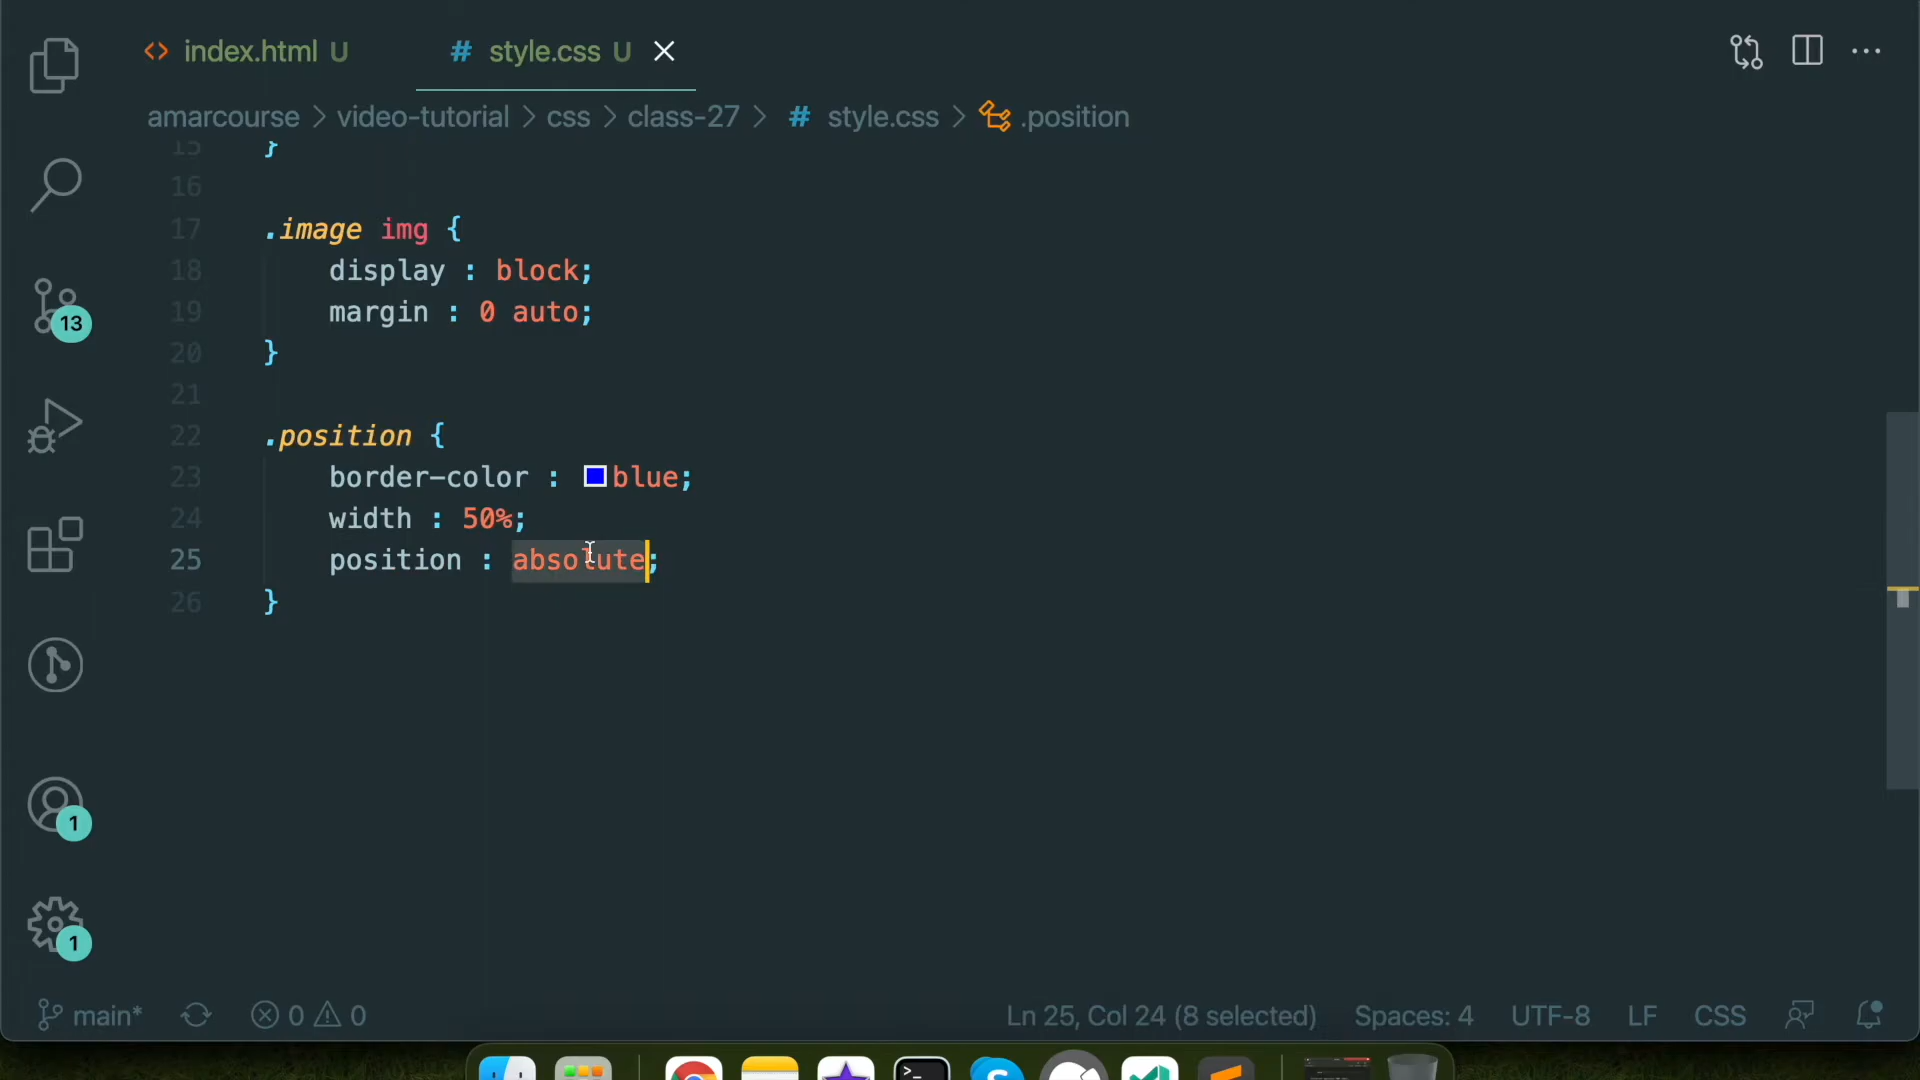 index.html U
style.css U
amarcourse > video-tutorial > css > class-27 > # style.css > .position
15 }
16
17 .image img {
18 display : block;
19 margin : 0 auto;
20 }
21
22 .position {
23 border-color : blue;
24 width : 50%;
25 position : absolute;
26 }
13
1
1
main* 0 0 Ln 25, Col 24 (8 selected) Spaces: 4 UTF-8 LF CSS